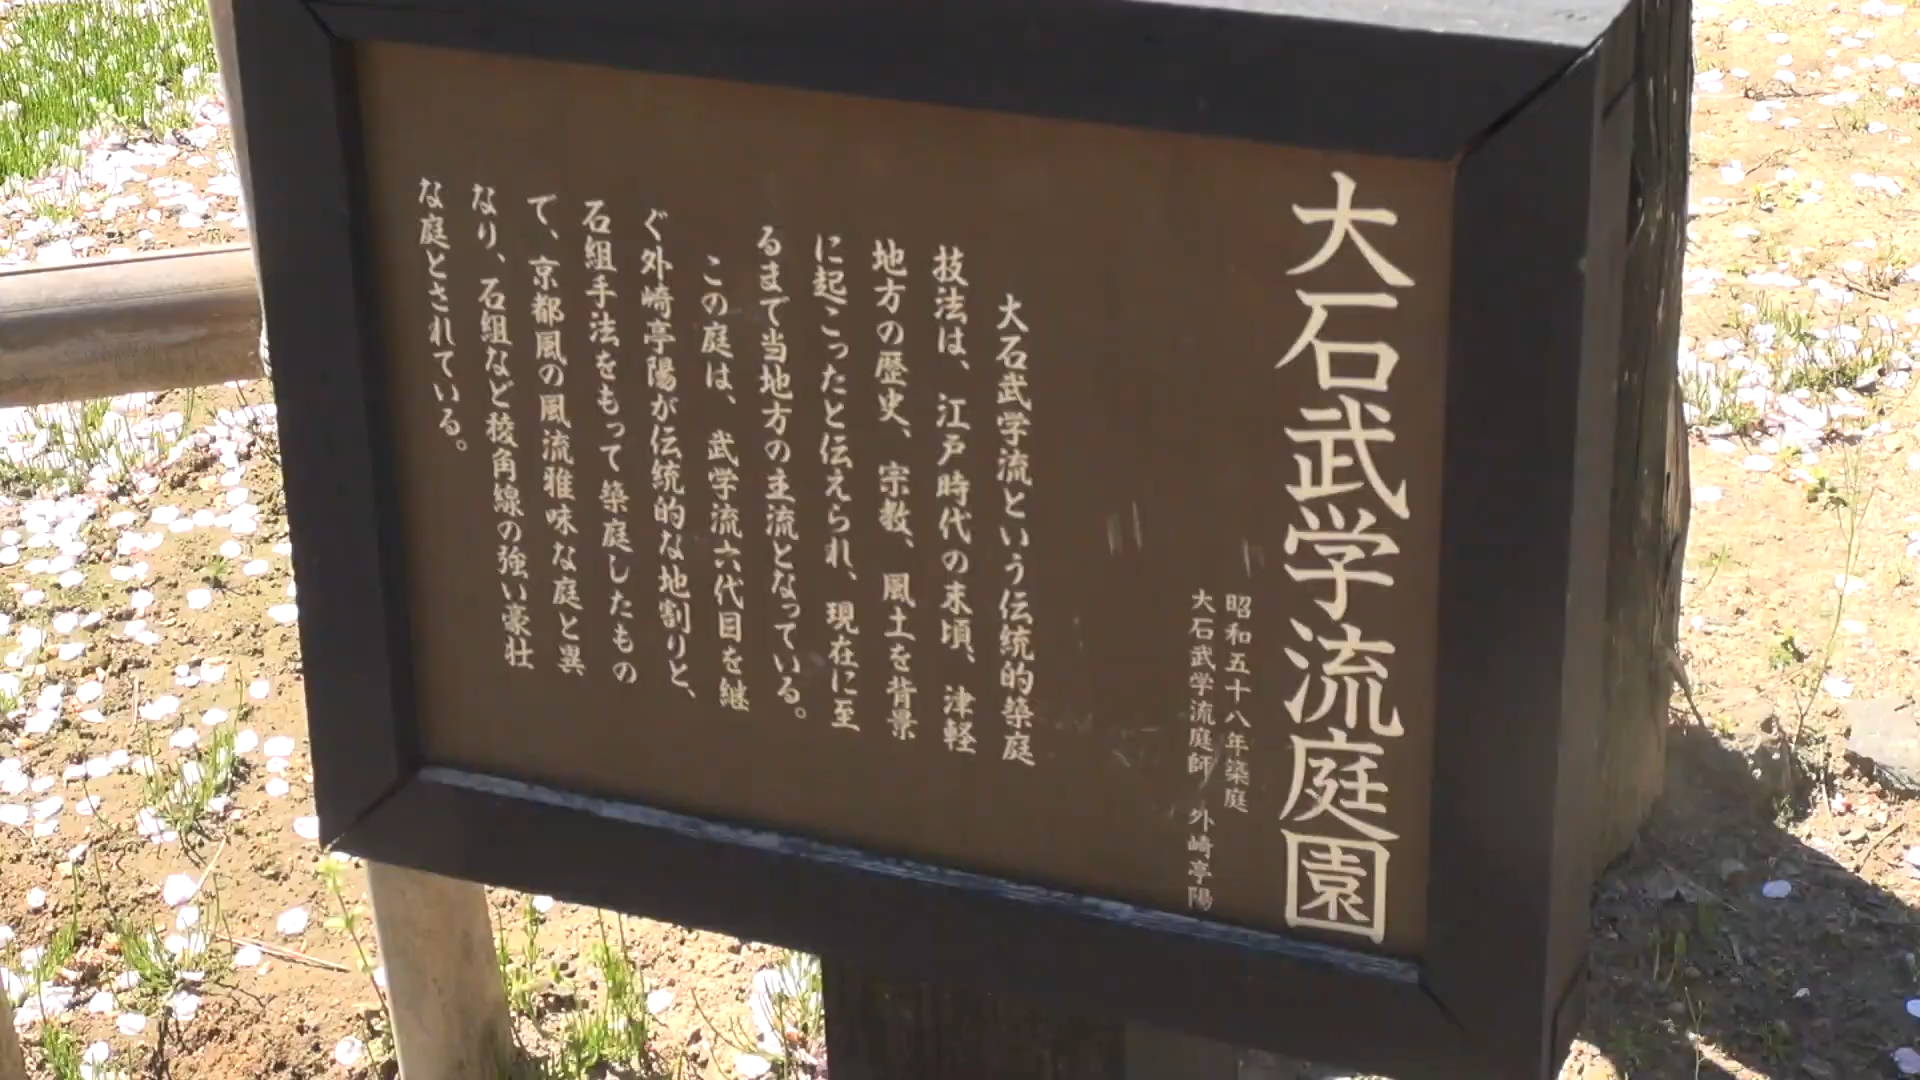 大石武学流庭園
昭和五十八年築庭
大石武学流庭師 外崎亭陽
大石武学流という伝統的築庭
技法は、江戸時代の末頃、津軽
地方の歴史、宗教、風土を背景
に起こったと伝えられ、現在に至
るまで当地方の主流となっている。
この庭は、武学流六代目を継
ぐ外崎亭陽が伝統的な地割りと、
石組手法をもって築庭したもの
で、京都風の風流雅味な庭と異
なり、石組など稜角線の強い豪壮
な庭とされている。